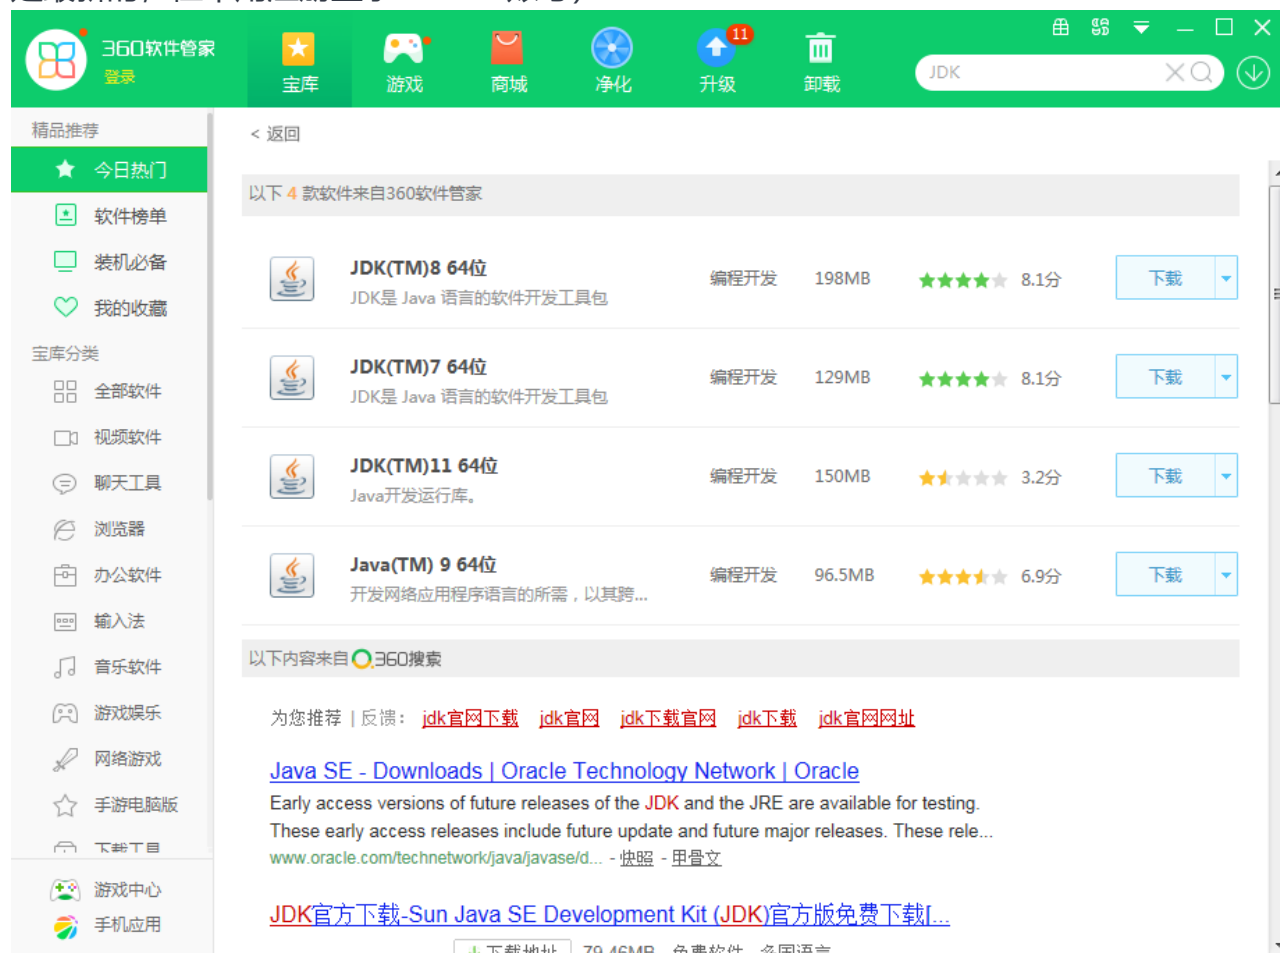 360软件管家
登录
宝库
游戏
商城
净化
11
升级
卸载
JDK
精品推荐
今日热门
软件榜单
装机必备
我的收藏
宝库分类
全部软件
视频软件
聊天工具
浏览器
办公软件
输入法
音乐软件
游戏娱乐
网络游戏
手游电脑版
下载工具
游戏中心
手机应用
< 返回
以下 4 款软件来自360软件管家
JDK(TM)8 64位
JDK是 Java 语言的软件开发工具包
编程开发 198MB 8.1分 下载
JDK(TM)7 64位
JDK是 Java 语言的软件开发工具包
编程开发 129MB 8.1分 下载
JDK(TM)11 64位
Java开发运行库。
编程开发 150MB 3.2分 下载
Java(TM) 9 64位
开发网络应用程序语言的所需，以其跨...
编程开发 96.5MB 6.9分 下载
以下内容来自 360搜索
为您推荐 | 反馈： jdk官网下载 jdk官网 jdk下载官网 jdk下载 jdk官网网址
Java SE - Downloads | Oracle Technology Network | Oracle
Early access versions of future releases of the JDK and the JRE are available for testing.
These early access releases include future update and future major releases. These rele...
www.oracle.com/technetwork/java/javase/d... - 快照 - 甲骨文
JDK官方下载-Sun Java SE Development Kit (JDK)官方版免费下载[...
下载地址 79.46MB 免费软件 多国语言